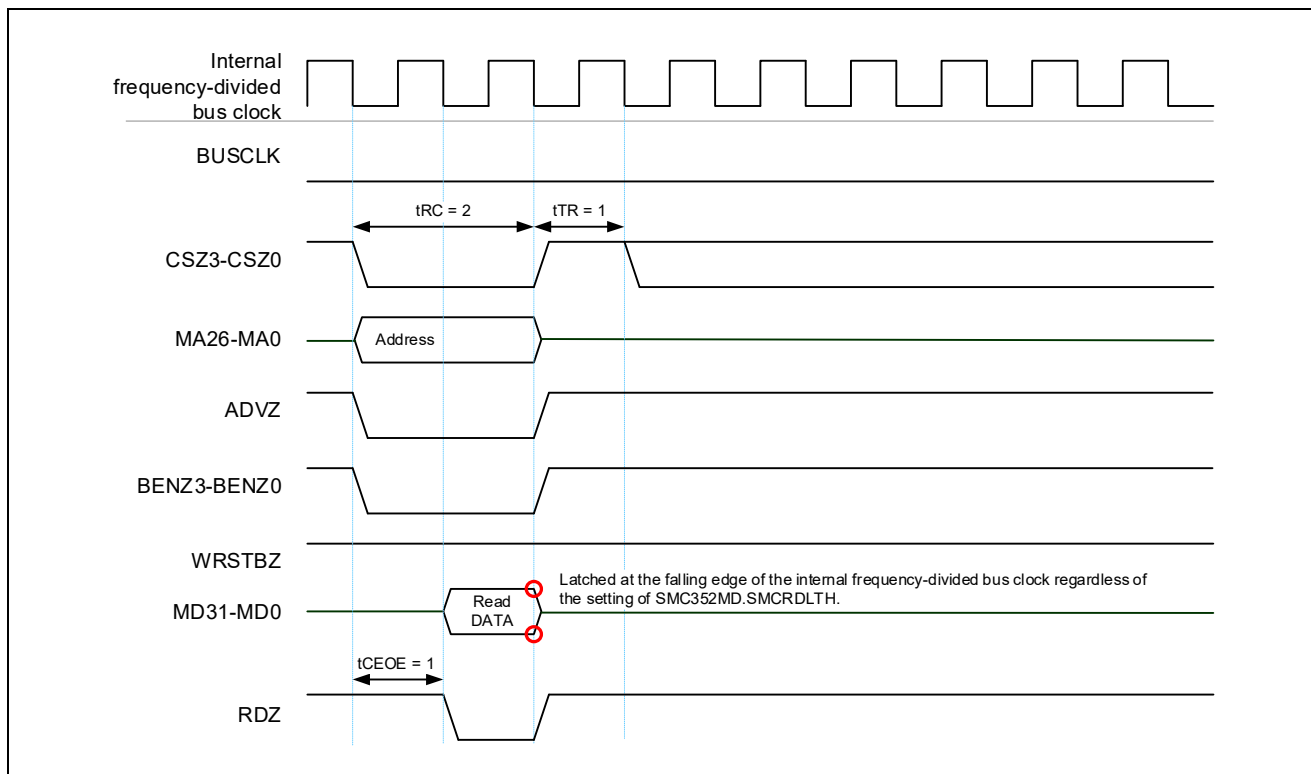 Internal
frequency-divided
bus clock
BUSCLK
tRC = 2
tTR = 1
CSZ3-CSZ0
MA26-MA0
Address
ADVZ
BENZ3-BENZ0
WRSTBZ
Latched at the falling edge of the internal frequency-divided bus clock regardless of
the setting of SMC352MD.SMCRDLTH.
MD31-MD0
Read
DATA
tCEOE = 1
RDZ